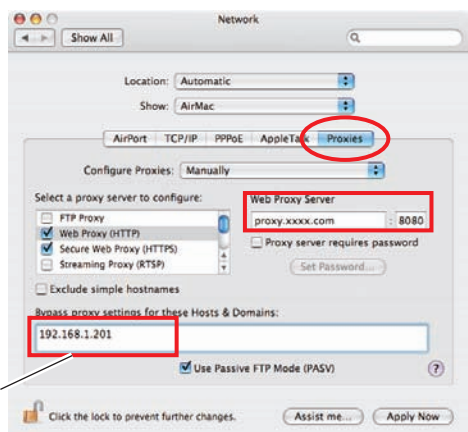 Network
Show All
Location: Automatic
Show: AirMac
AirPort TCP/IP PPPoE AppleTalk Proxies
Configure Proxies: Manually
Select a proxy server to configure:
Web Proxy Server
FTP Proxy
Web Proxy (HTTP)
proxy.xxxx.com : 8080
Secure Web Proxy (HTTPS)
Proxy server requires password
Streaming Proxy (RTSP)
Set Password...
Exclude simple hostnames
Bypass proxy settings for these Hosts & Domains:
192.168.1.201
Use Passive FTP Mode (PASV)
?
Click the lock to prevent further changes.
Assist me...
Apply Now